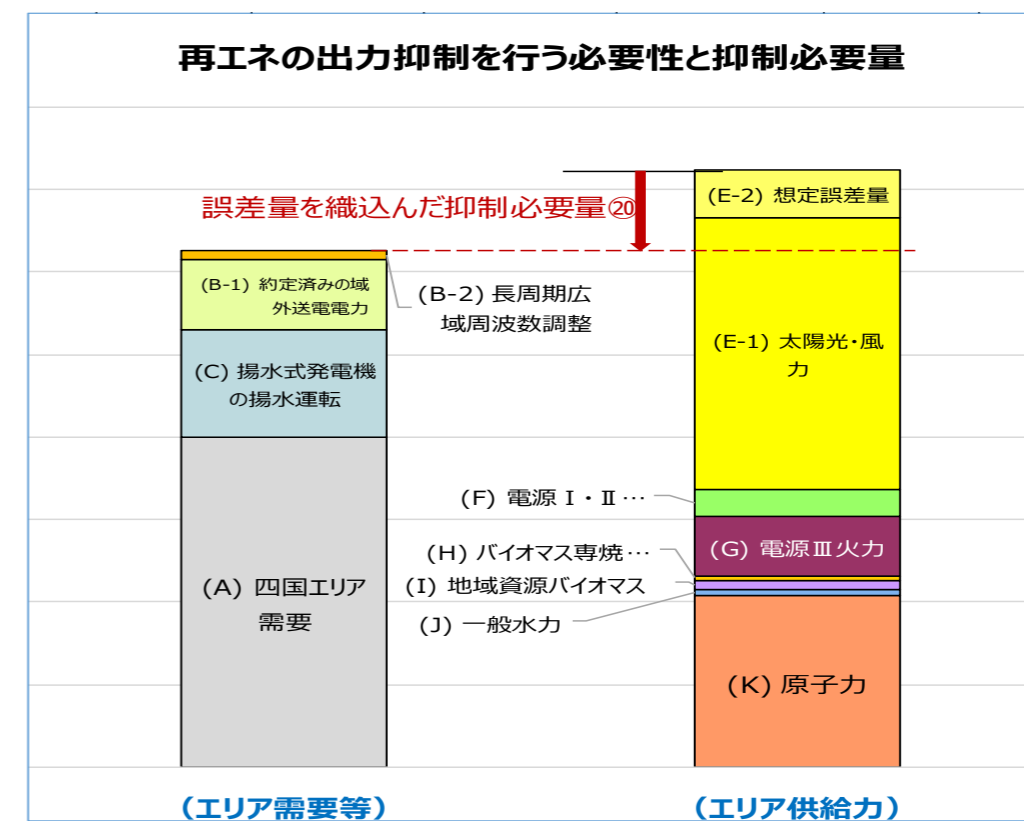 再エネの出力抑制を行う必要性と抑制必要量
誤差量を織込んだ抑制必要量⑳
(B-1) 約定済みの域
外送電電力
(B-2) 長周期広
域周波数調整
(C) 揚水式発電機
の揚水運転
(A) 四国エリア
需要
(E-2) 想定誤差量
(E-1) 太陽光・風
力
(F) 電源Ⅰ・Ⅱ…
(G) 電源Ⅲ火力
(H) バイオマス専焼…
(I) 地域資源バイオマス
(J) 一般水力
(K) 原子力
(エリア需要等)
(エリア供給力)